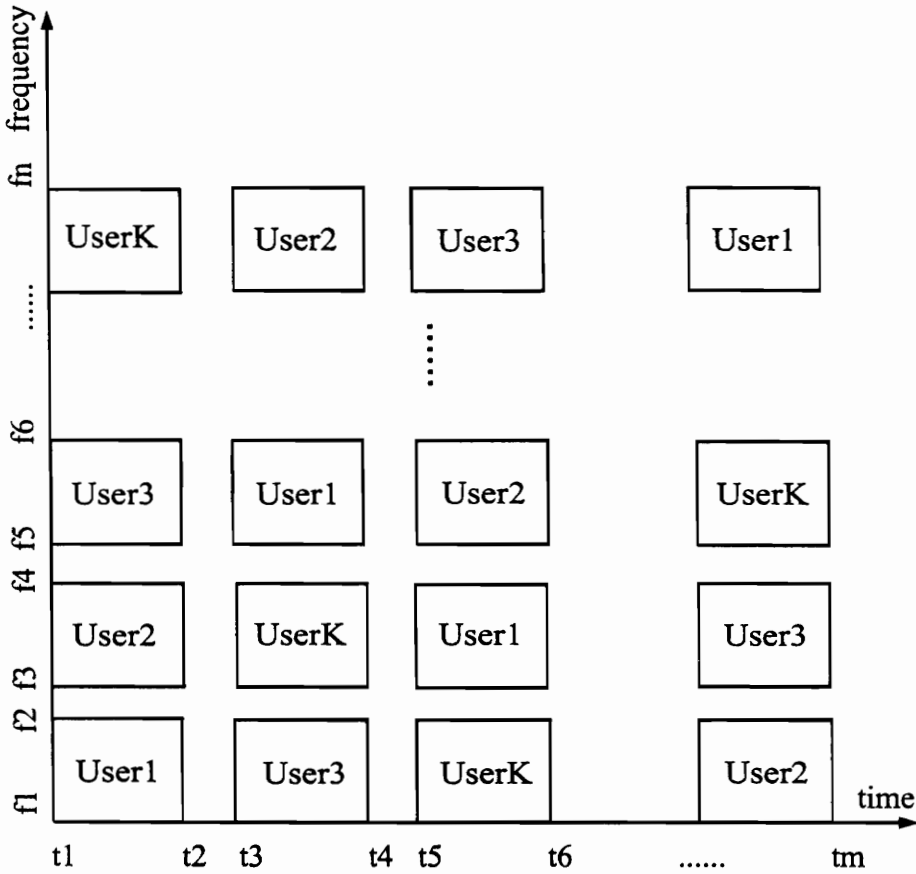 frequency
fn
UserK User2 User3 User1
......
......
f6
User3 User1 User2 UserK
f5
f4
User2 UserK User1 User3
f3
f2
User1 User3 UserK User2
f1
time
t1 t2 t3 t4 t5 t6 ...... tm